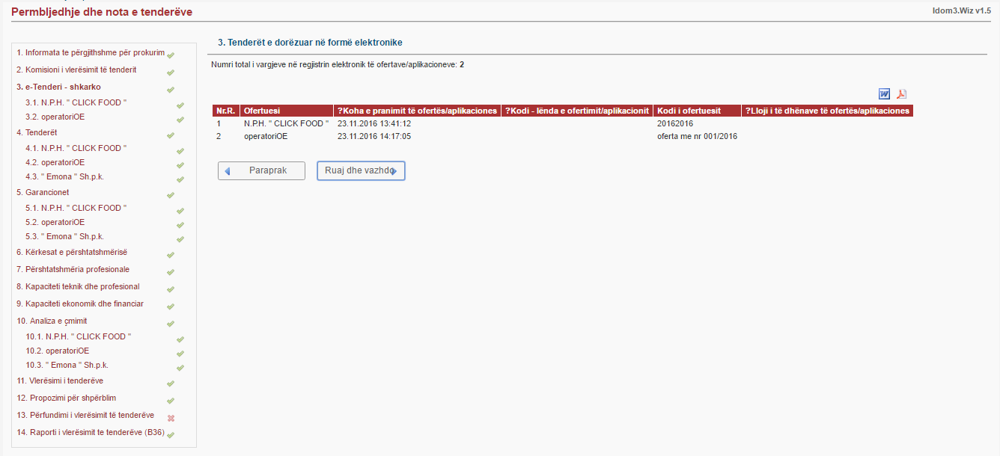 Permbljedhje dhe nota e tenderëve
Idom3.Wiz v1.5
1. Informata te përgjithshme për prokurim
2. Komisioni i vlerësimit të tenderit
3. e-Tenderi - shkarko
3.1. N.P.H. " CLICK FOOD "
3.2. operatoriOE
4. Tenderët
4.1. N.P.H. " CLICK FOOD "
4.2. operatoriOE
4.3. " Emona " Sh.p.k.
5. Garancionet
5.1. N.P.H. " CLICK FOOD "
5.2. operatoriOE
5.3. " Emona " Sh.p.k.
6. Kërkesat e përshtatshmërisë
7. Përshtatshmëria profesionale
8. Kapaciteti teknik dhe profesional
9. Kapaciteti ekonomik dhe financiar
10. Analiza e çmimit
10.1. N.P.H. " CLICK FOOD "
10.2. operatoriOE
10.3. " Emona " Sh.p.k.
11. Vlerësimi i tenderëve
12. Propozimi për shpërblim
13. Përfundimi i vlerësimit të tenderëve
14. Raporti i vlerësimit te tenderëve (B36)
3. Tenderët e dorëzuar në formë elektronike
Numri total i vargjeve në regjistrin elektronik të ofertave/aplikacioneve: 2
Nr.R. Ofertuesi ?Koha e pranimit të ofertës/aplikaciones ?Kodi - lënda e ofertimit/aplikacionit Kodi i ofertuesit ?Lloji i të dhënave të ofertës/aplikaciones
1 N.P.H. " CLICK FOOD " 23.11.2016 13:41:12 20162016
2 operatoriOE 23.11.2016 14:17:05 oferta me nr 001/2016
Paraprak Ruaj dhe vazhdo